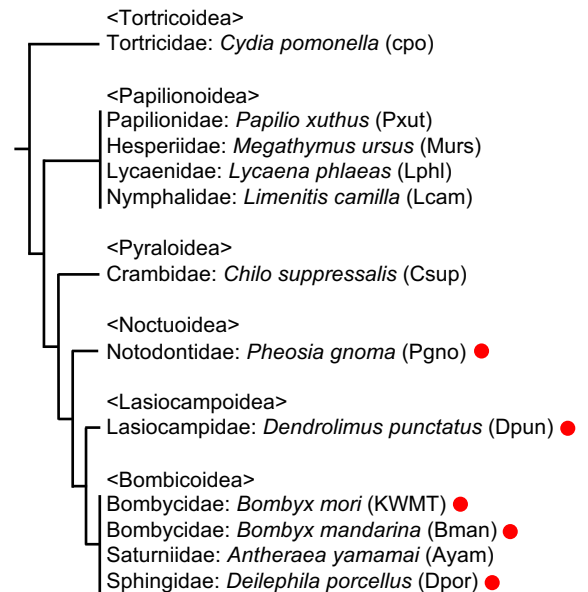 <Tortricoidea>
Tortricidae: Cydia pomonella (cpo)
<Papilionoidea>
Papilionidae: Papilio xuthus (Pxut)
Hesperiidae: Megathymus ursus (Murs)
Lycaenidae: Lycaena phlaeas (Lphl)
Nymphalidae: Limenitis camilla (Lcam)
<Pyraloidea>
Crambidae: Chilo suppressalis (Csup)
<Noctuoidea>
Notodontidae: Pheosia gnoma (Pgno)
<Lasiocampoidea>
Lasiocampidae: Dendrolimus punctatus (Dpun)
<Bombicoidea>
Bombycidae: Bombyx mori (KWMT)
Bombycidae: Bombyx mandarina (Bman)
Saturniidae: Antheraea yamamai (Ayam)
Sphingidae: Deilephila porcellus (Dpor)